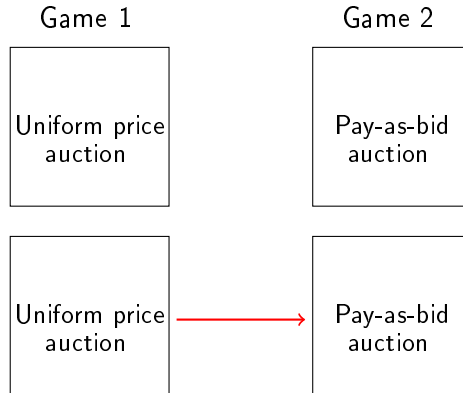 Game 1
Game 2
Uniform price
auction
Pay-as-bid
auction
Uniform price
auction
Pay-as-bid
auction